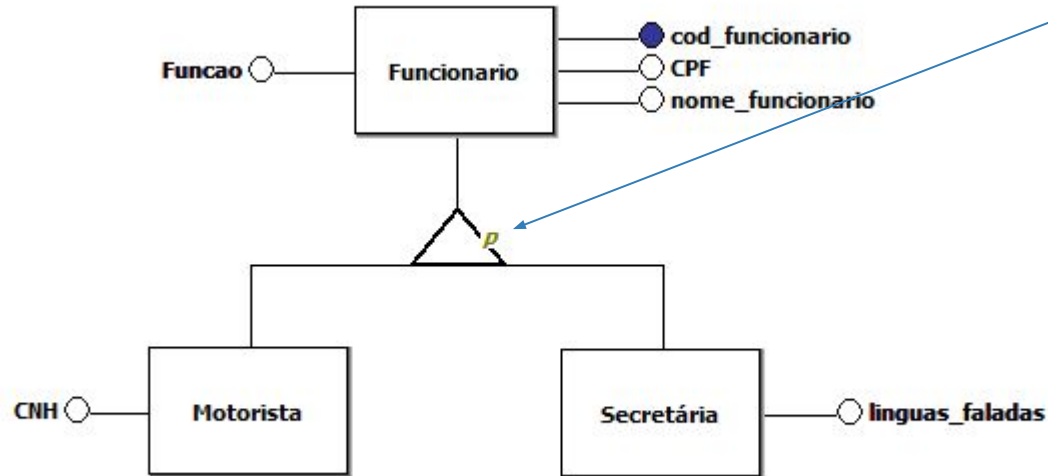 cod_funcionario
Funcao
Funcionario
CPF
nome_funcionario
p
CNH
Motorista
Secretária
linguas_faladas